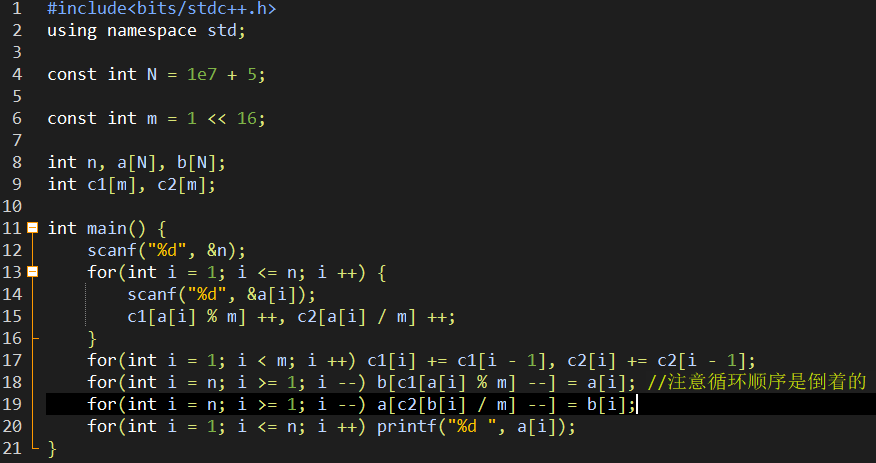 1 #include<bits/stdc++.h>
2 using namespace std;
3
4 const int N = 1e7 + 5;
5
6 const int m = 1 << 16;
7
8 int n, a[N], b[N];
9 int c1[m], c2[m];
10
11 int main() {
12     scanf("%d", &n);
13     for(int i = 1; i <= n; i ++) {
14         scanf("%d", &a[i]);
15         c1[a[i] % m] ++, c2[a[i] / m] ++;
16     }
17     for(int i = 1; i < m; i ++) c1[i] += c1[i - 1], c2[i] += c2[i - 1];
18     for(int i = n; i >= 1; i --) b[c1[a[i] % m] --] = a[i]; //注意循环顺序是倒着的
19     for(int i = n; i >= 1; i --) a[c2[b[i] / m] --] = b[i];
20     for(int i = 1; i <= n; i ++) printf("%d ", a[i]);
21 }